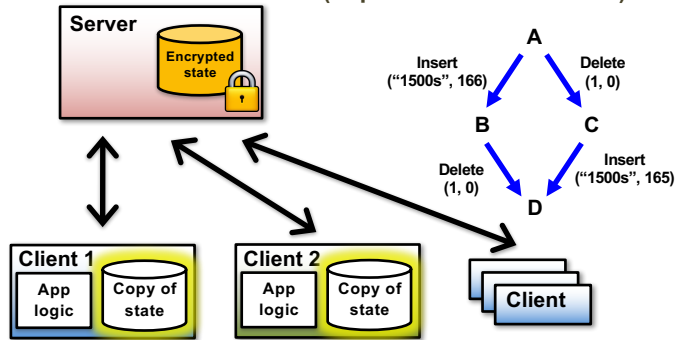 Server
Encrypted
state
A
Insert
(“1500s”, 166)
Delete
(1, 0)
B
C
Delete
(1, 0)
Insert
(“1500s”, 165)
D
Client 1
App
logic
Copy of
state
Client 2
App
logic
Copy of
state
Client